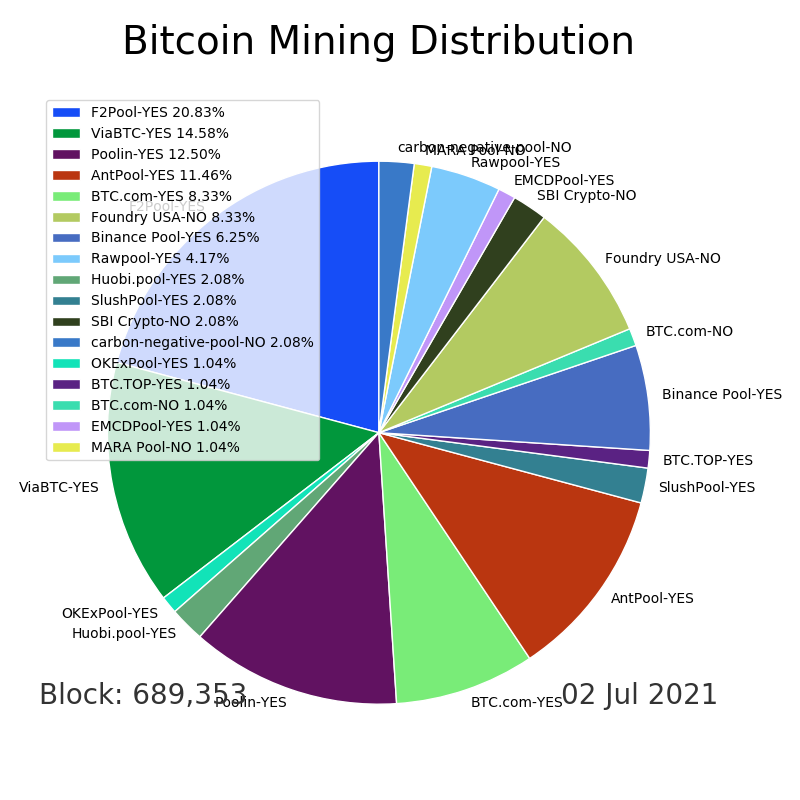 Bitcoin Mining Distribution
F2Pool-YES 20.83%
ViaBTC-YES 14.58%
Poolin-YES 12.50%
AntPool-YES 11.46%
BTC.com-YES 8.33%
Foundry USA-NO 8.33%
Binance Pool-YES 6.25%
Rawpool-YES 4.17%
Huobi.pool-YES 2.08%
SlushPool-YES 2.08%
SBI Crypto-NO 2.08%
carbon-negative-pool-NO 2.08%
OKExPool-YES 1.04%
BTC.TOP-YES 1.04%
BTC.com-NO 1.04%
EMCDPool-YES 1.04%
MARA Pool-NO 1.04%
carbon-negative-pool-NO
MARA Pool-NO
Rawpool-YES
EMCDPool-YES
SBI Crypto-NO
F2Pool-YES
Foundry USA-NO
BTC.com-NO
Binance Pool-YES
BTC.TOP-YES
SlushPool-YES
ViaBTC-YES
AntPool-YES
OKExPool-YES
Huobi.pool-YES
Poolin-YES
BTC.com-YES
Block: 689,353
02 Jul 2021